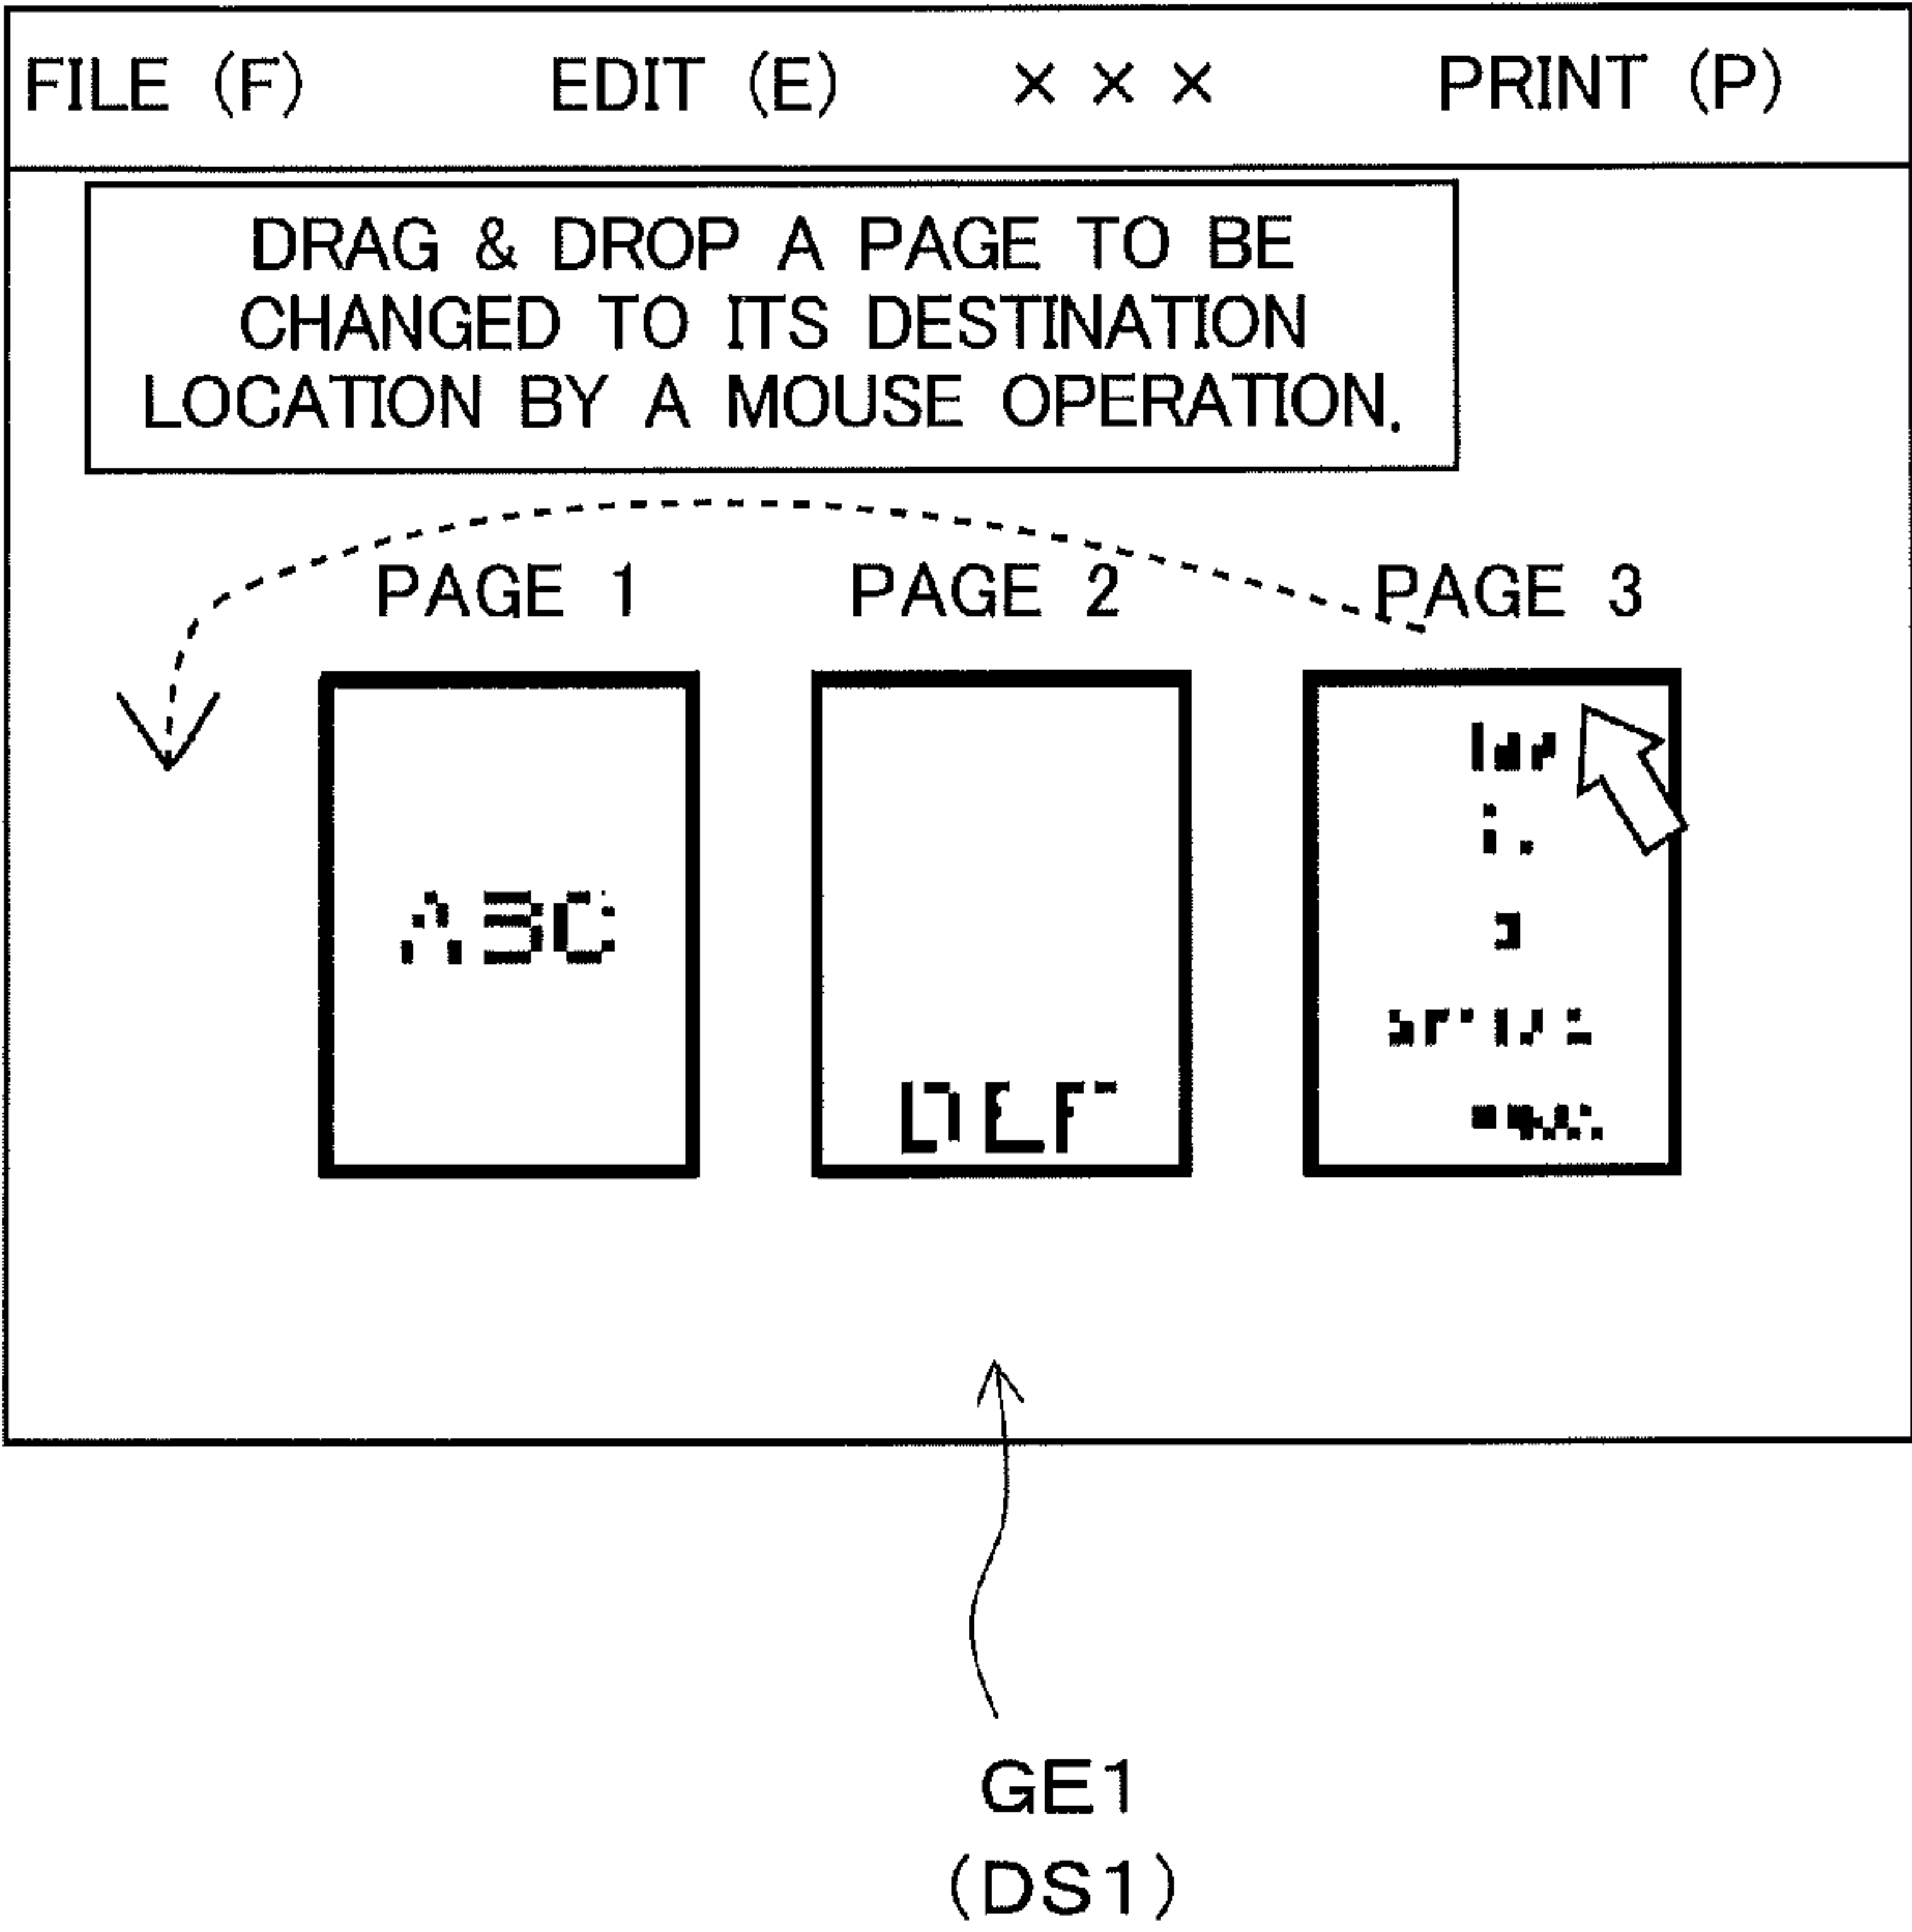 FILE (F) EDIT (E) × × × PRINT (P)
DRAG & DROP A PAGE TO BE
CHANGED TO ITS DESTINATION
LOCATION BY A MOUSE OPERATION.
PAGE 1 PAGE 2 PAGE 3
ABC
DEF
GE1
(DS1)